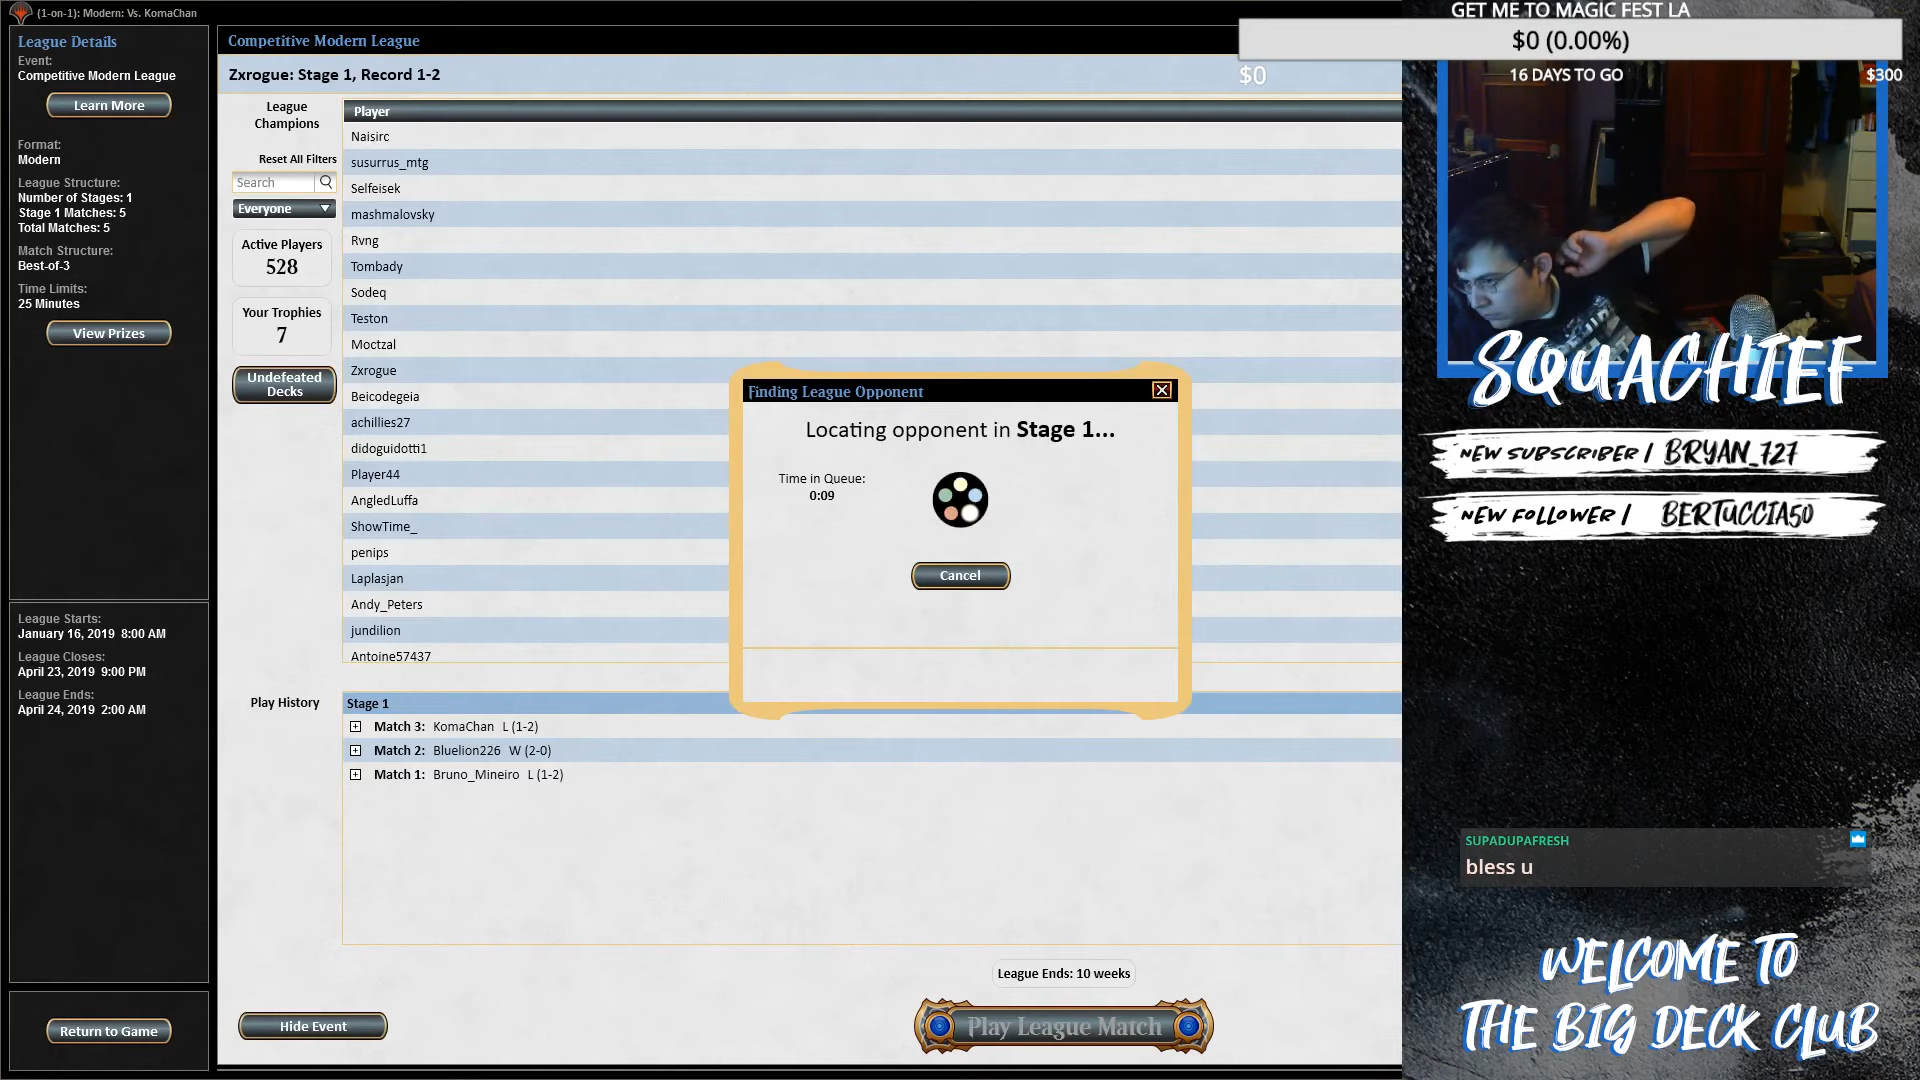 (1-on-1): Modern: Vs. KomaChan
League Details
Event:
Competitive Modern League
Learn More
Format:
Modern
League Structure:
Number of Stages: 1
Stage 1 Matches: 5
Total Matches: 5
Match Structure:
Best-of-3
Time Limits:
25 Minutes
View Prizes
League Starts:
January 16, 2019 8:00 AM
League Closes:
April 23, 2019 9:00 PM
League Ends:
April 24, 2019 2:00 AM
Return to Game
Competitive Modern League
Zxrogue: Stage 1, Record 1-2
$0
League
Champions
Reset All Filters
Search
Everyone
Active Players
528
Your Trophies
7
Undefeated
Decks
Player
Naisirc
susurrus_mtg
Selfeisek
mashmalovsky
Rvng
Tombady
Sodeq
Teston
Moctzal
Zxrogue
Beicodegeia
achillies27
didoguidotti1
Player44
AngledLuffa
ShowTime_
penips
Laplasjan
Andy_Peters
jundilion
Antoine57437
Finding League Opponent
Locating opponent in Stage 1...
Time in Queue:
0:09
Cancel
Play History
Stage 1
Match 3: KomaChan L (1-2)
Match 2: Bluelion226 W (2-0)
Match 1: Bruno_Mineiro L (1-2)
League Ends: 10 weeks
Hide Event
Play League Match
GET ME TO MAGIC FEST LA
$0 (0.00%)
16 DAYS TO GO
$300
SQUACHIEF
NEW SUBSCRIBER / BRYAN_727
NEW FOLLOWER / BERTUCCIA50
SUPADUPAFRESH
bless u
WELCOME TO
THE BIG DECK CLUB